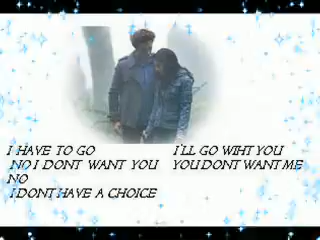 I HAVE TO GO
I'LL GO WIHT YOU
NO I DONT WANT YOU
YOU DONT WANT ME
NO
I DONT HAVE A CHOICE